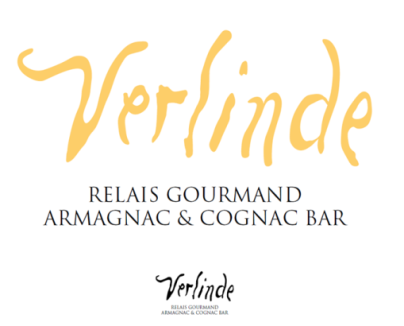 Verlinde
RELAIS GOURMAND
ARMAGNAC & COGNAC BAR
Verlinde
RELAIS GOURMAND
ARMAGNAC & COGNAC BAR